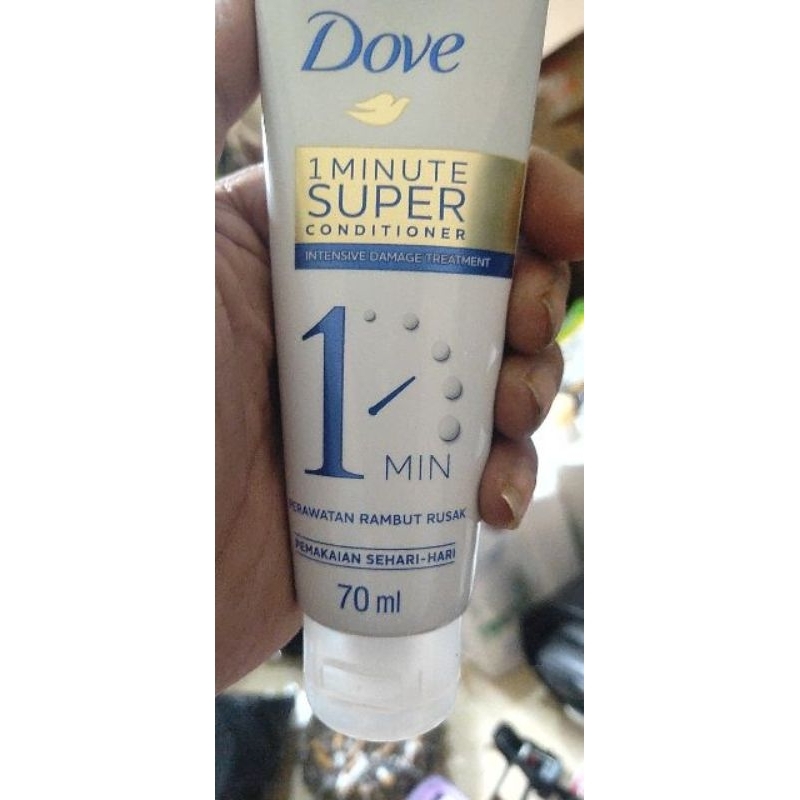 Dove
1 MINUTE
SUPER
CONDITIONER
INTENSIVE DAMAGE TREATMENT
1
MIN
PERAWATAN RAMBUT RUSAK
PEMAKAIAN SEHARI-HARI
70 ml